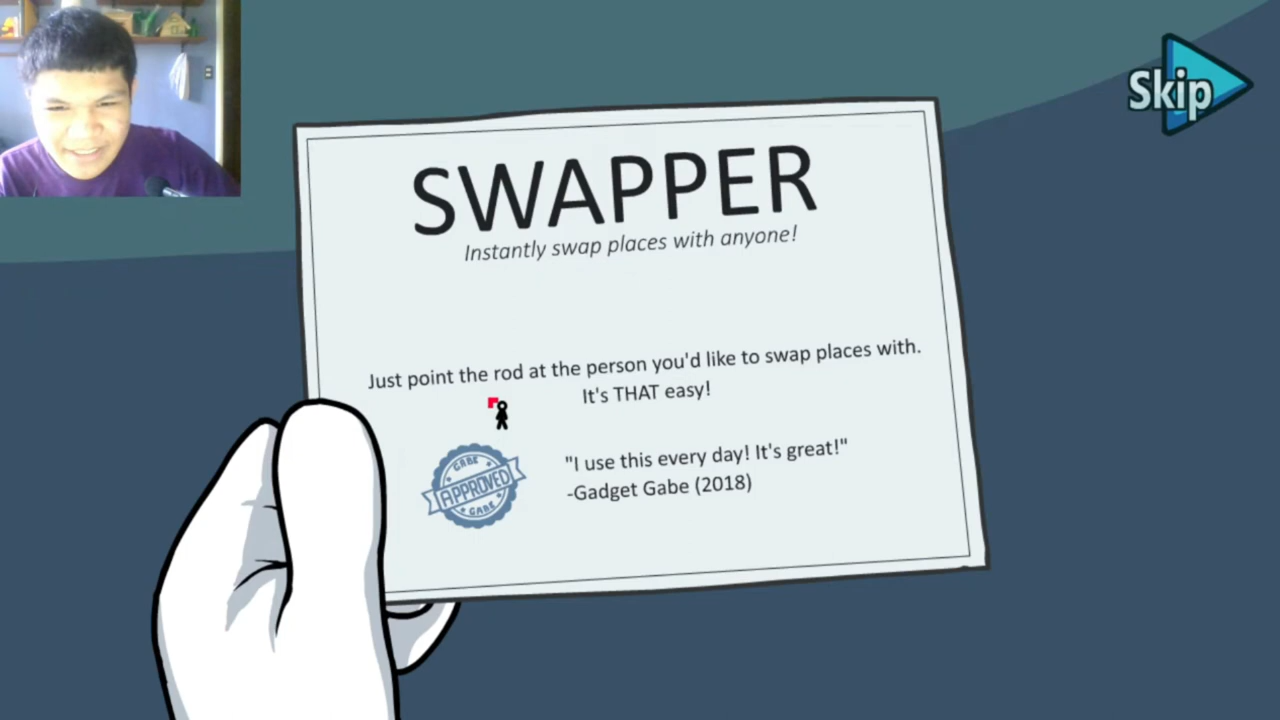 Skip
SWAPPER
Instantly swap places with anyone!
Just point the rod at the person you'd like to swap places with.
It's THAT easy!
GABE
APPROVED
GABE
"I use this every day! It's great!"
-Gadget Gabe (2018)